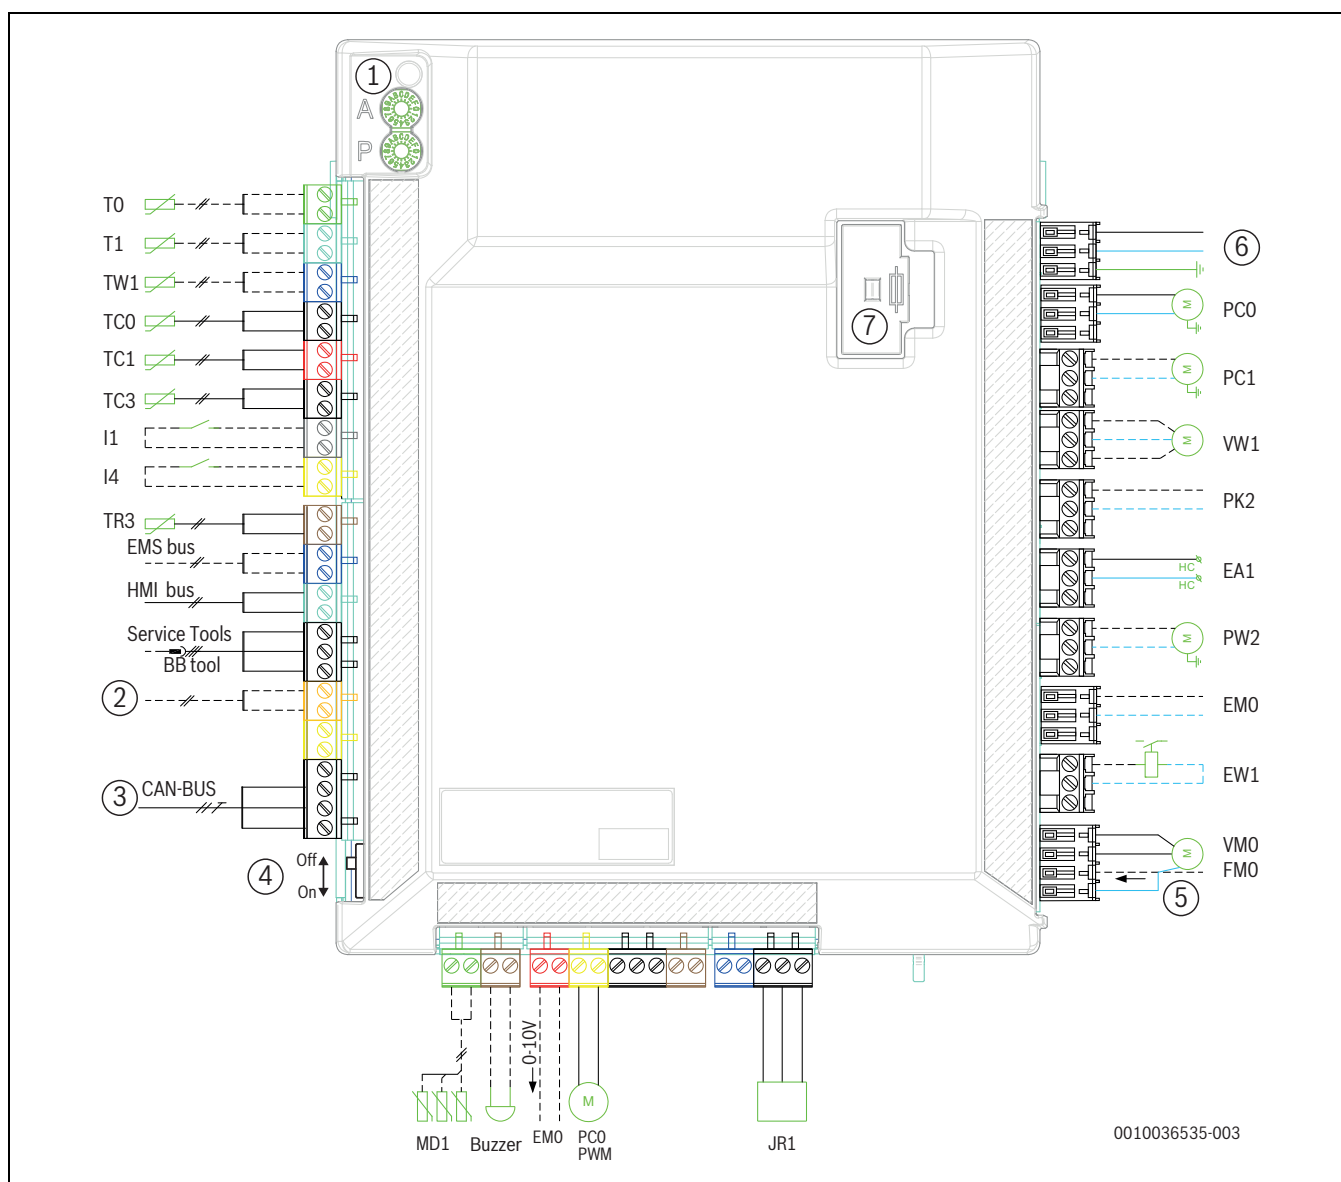 1
A
P
T0
T1
TW1
TC0
TC1
TC3
I1
I4
TR3
EMS bus
HMI bus
Service Tools
BB tool
2
3 CAN-BUS
4 Off
On
6
PC0
M
PC1
M
VW1
M
PK2
EA1
HC
HC
PW2
M
EM0
EW1
VM0
M
FM0
5
7
MD1
Buzzer
0-10V
EM0
M
PC0
PWM
JR1
0010036535-003